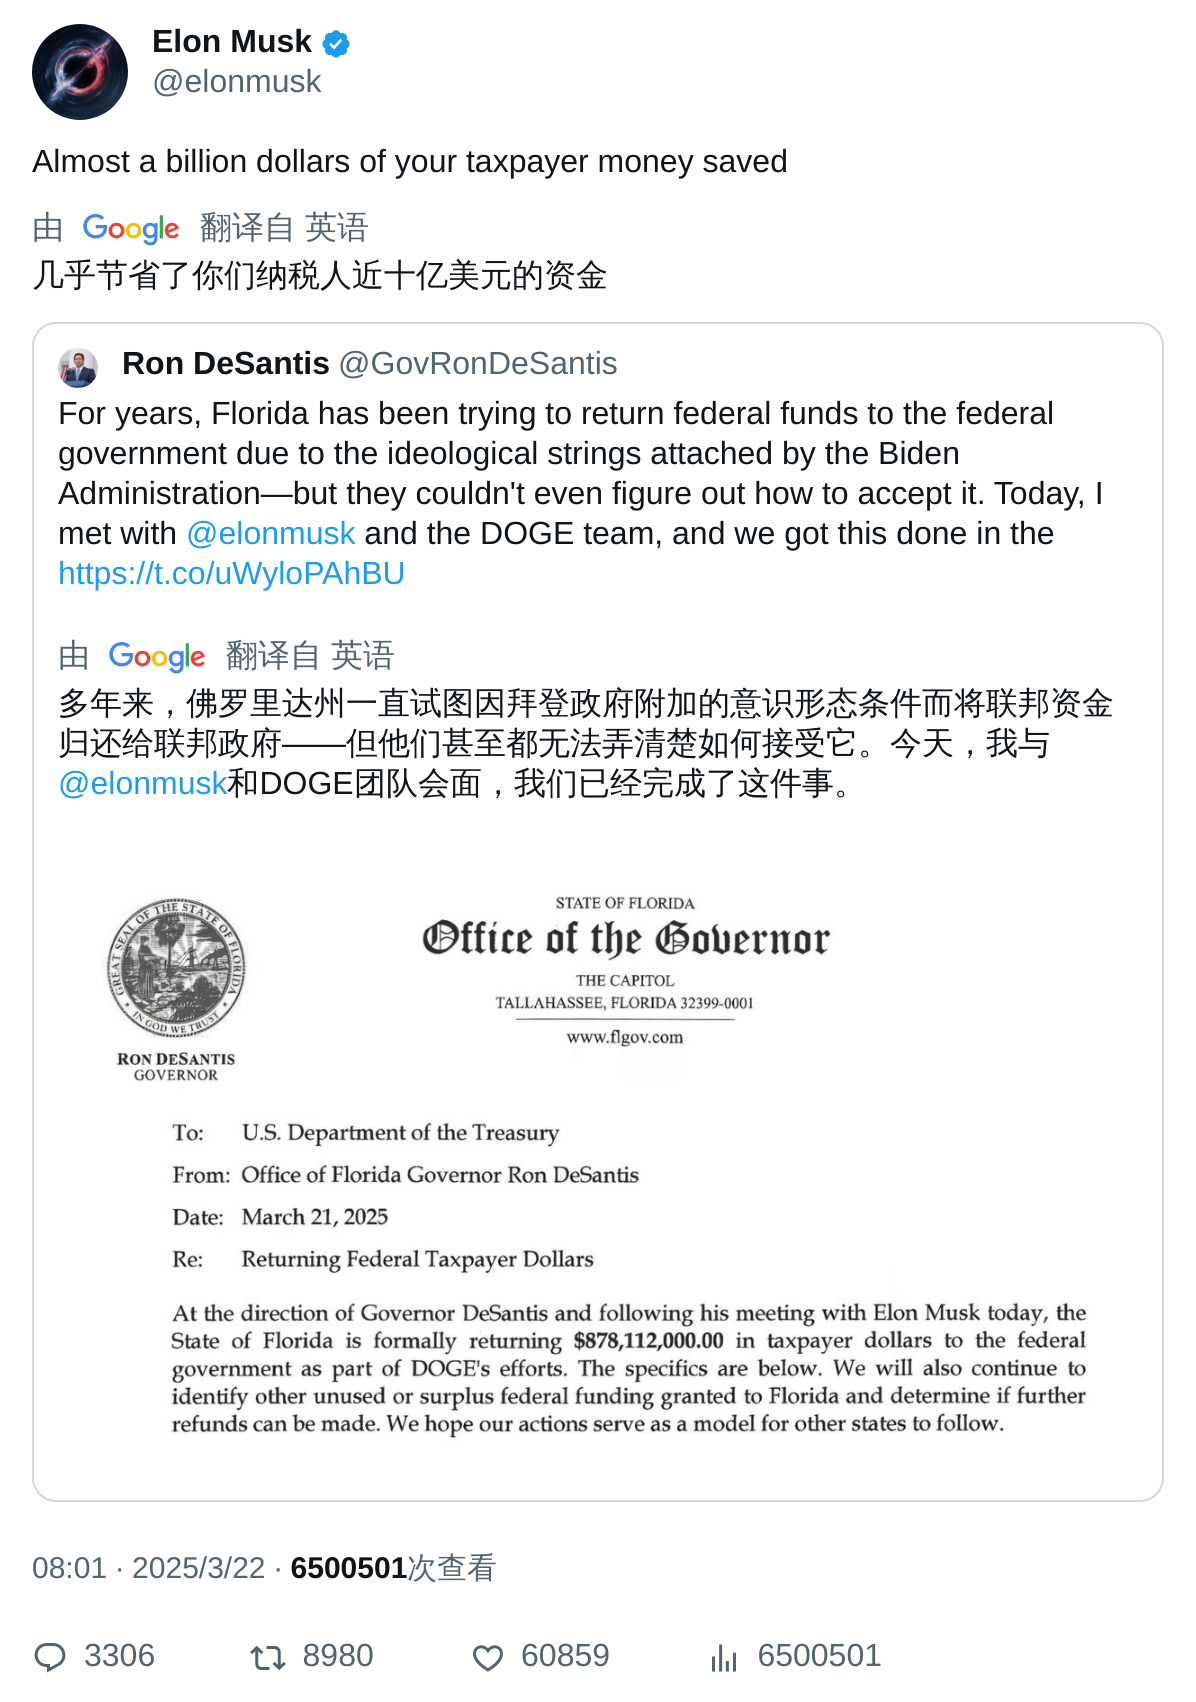 Elon Musk
@elonmusk
Almost a billion dollars of your taxpayer money saved
由 Google 翻译自 英语
几乎节省了你们纳税人近十亿美元的资金
Ron DeSantis @GovRonDeSantis
For years, Florida has been trying to return federal funds to the federal
government due to the ideological strings attached by the Biden
Administration—but they couldn't even figure out how to accept it. Today, I
met with @elonmusk and the DOGE team, and we got this done in the
https://t.co/uWyloPAhBU
由 Google 翻译自 英语
多年来，佛罗里达州一直试图因拜登政府附加的意识形态条件而将联邦资金
归还给联邦政府——但他们甚至都无法弄清楚如何接受它。今天，我与
@elonmusk和DOGE团队会面，我们已经完成了这件事。
GREAT SEAL OF THE STATE OF FLORIDA
IN GOD WE TRUST
RON DESANTIS
GOVERNOR
STATE OF FLORIDA
Office of the Governor
THE CAPITOL
TALLAHASSEE, FLORIDA 32399-0001
www.flgov.com
To: U.S. Department of the Treasury
From: Office of Florida Governor Ron DeSantis
Date: March 21, 2025
Re: Returning Federal Taxpayer Dollars
At the direction of Governor DeSantis and following his meeting with Elon Musk today, the
State of Florida is formally returning $878,112,000.00 in taxpayer dollars to the federal
government as part of DOGE's efforts. The specifics are below. We will also continue to
identify other unused or surplus federal funding granted to Florida and determine if further
refunds can be made. We hope our actions serve as a model for other states to follow.
08:01 · 2025/3/22 · 6500501次查看
3306 8980 60859 6500501